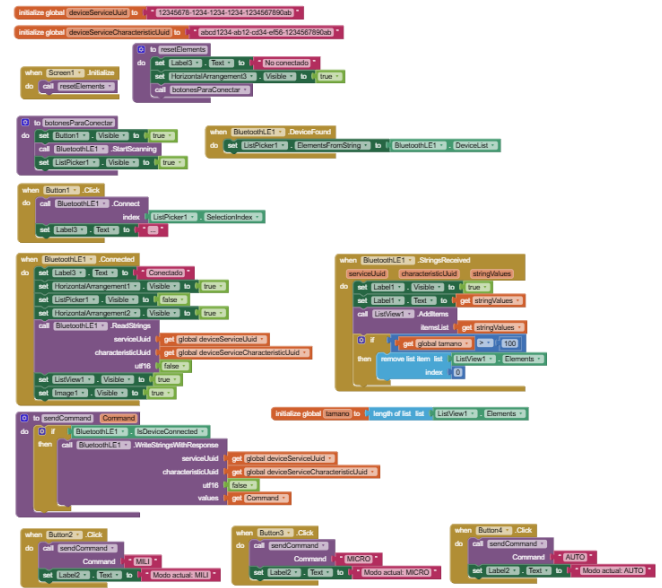 initialize global deviceServiceUuid to " 12345678-1234-1234-1234-1234567890ab "
initialize global deviceServiceCharacteristicUuid to " abcd1234-ab12-cd34-ef56-1234567890ab "
to resetElements
do set Label3 . Text to " No conectado "
set HorizontalArrangement3 . Visible to true
call botonesParaConectar
when Screen1 .Initialize
do call resetElements
to botonesParaConectar
do set Button1 . Visible to true
call BluetoothLE1 .StartScanning
set ListPicker1 . Visible to true
when BluetoothLE1 .DeviceFound
do set ListPicker1 . ElementsFromString to BluetoothLE1 . DeviceList
when Button1 .Click
do call BluetoothLE1 .Connect
index ListPicker1 . SelectionIndex
set Label3 . Text to " ... "
when BluetoothLE1 .Connected
do set Label3 . Text to " Conectado "
set HorizontalArrangement1 . Visible to true
set ListPicker1 . Visible to false
set HorizontalArrangement2 . Visible to true
call BluetoothLE1 .ReadStrings
serviceUuid get global deviceServiceUuid
characteristicUuid get global deviceServiceCharacteristicUuid
utf16 false
set ListView1 . Visible to true
set Image1 . Visible to true
when BluetoothLE1 .StringsReceived
serviceUuid characteristicUuid stringValues
do set Label1 . Visible to true
set Label1 . Text to get stringValues
call ListView1 .AddItems
itemsList get stringValues
if get global tamano > 100
then remove list item list ListView1 . Elements
index 0
to sendCommand Command
do if BluetoothLE1 .IsDeviceConnected
then call BluetoothLE1 .WriteStringsWithResponse
serviceUuid get global deviceServiceUuid
characteristicUuid get global deviceServiceCharacteristicUuid
utf16 false
values get Command
initialize global tamano to length of list list ListView1 . Elements
when Button2 .Click
do call sendCommand
Command " MILI "
set Label2 . Text to " Modo actual: MILI "
when Button3 .Click
do call sendCommand
Command " MICRO "
set Label2 . Text to " Modo actual: MICRO "
when Button4 .Click
do call sendCommand
Command " AUTO "
set Label2 . Text to " Modo actual: AUTO "